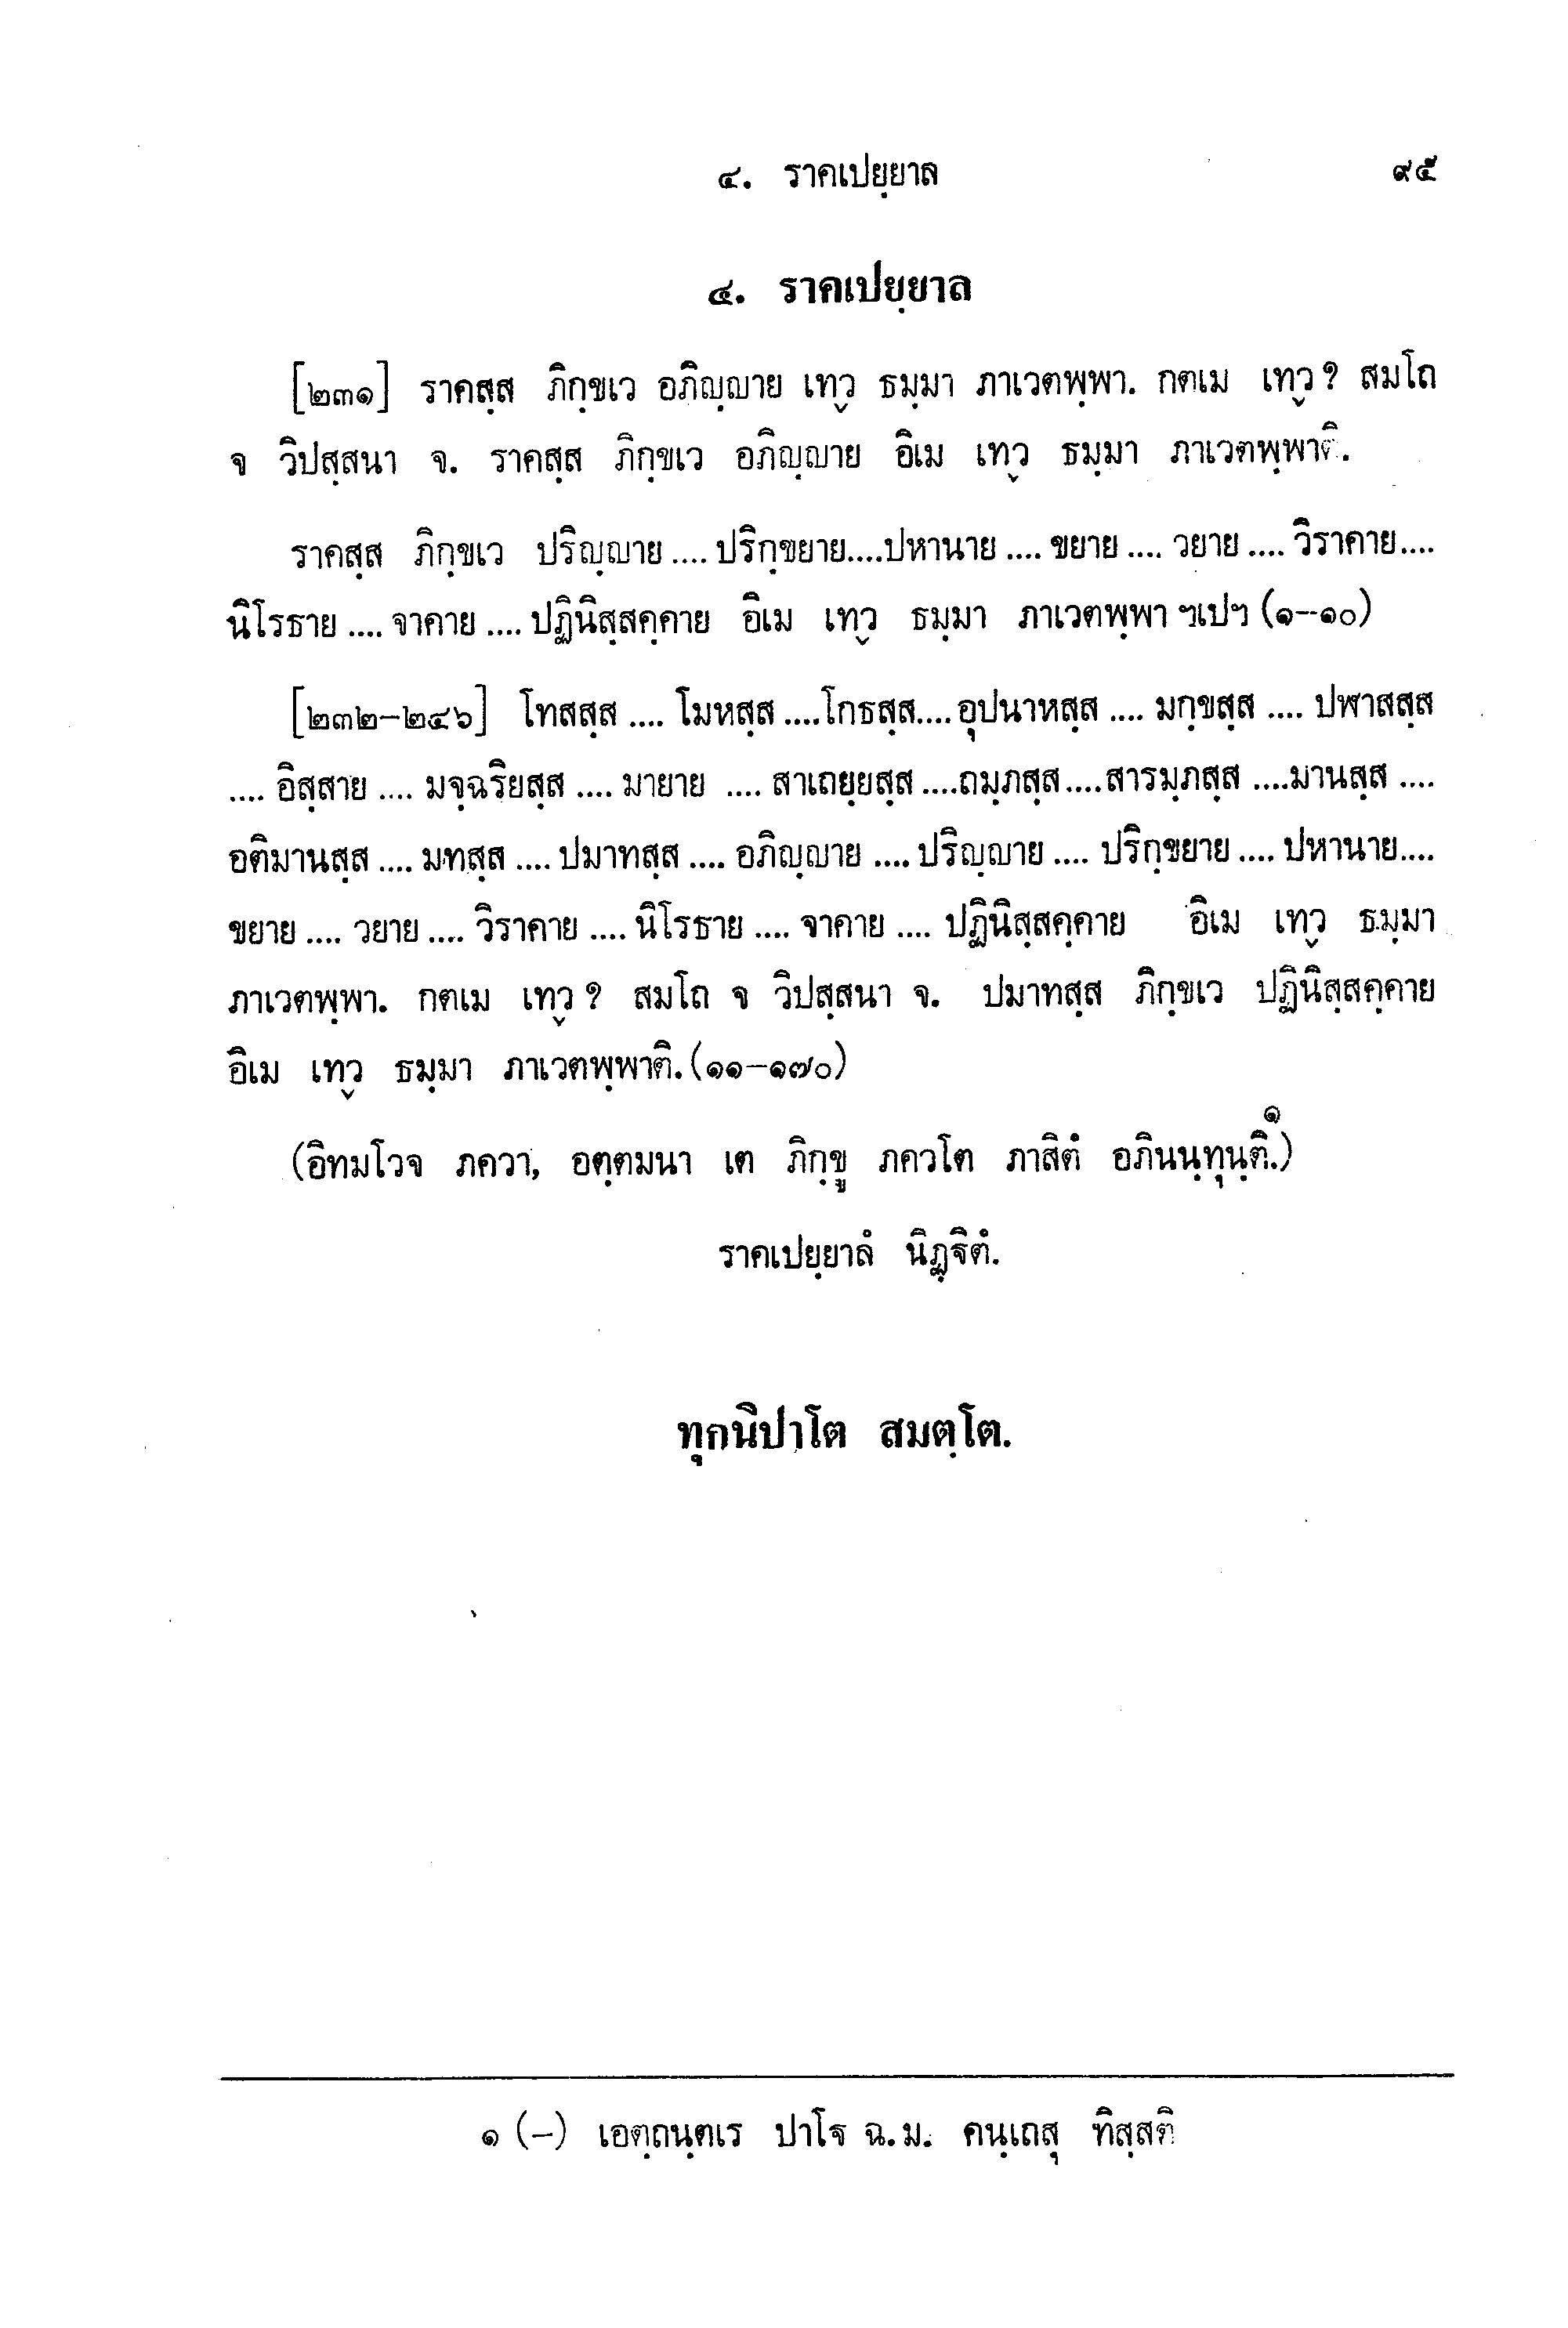 ๔. ราคเปยฺยาล ๙๕
๔. ราคเปยฺยาล
[๒๓๑] ราคสฺส ภิกฺขเว อภิญฺญาย เทฺว ธมฺมา ภาเวตพฺพา. กตเม เทฺว ? สมโถ
จ วิปสฺสนา จ. ราคสฺส ภิกฺขเว อภิญฺญาย อิเม เทฺว ธมฺมา ภาเวตพฺพาติ.
ราคสฺส ภิกฺขเว ปริญฺญาย .... ปริกฺขยาย....ปหานาย .... ขยาย .... วยาย .... วิราคาย....
นิโรธาย .... จาคาย .... ปฏินิสฺสคฺคาย อิเม เทฺว ธมฺมา ภาเวตพฺพา ฯเปฯ (๑-๑๐)
[๒๓๒-๒๔๖] โทสสฺส .... โมหสฺส ....โกธสฺส.... อุปนาหสฺส .... มกฺขสฺส .... ปฬาสสฺส
.... อิสฺสาย .... มจฺฉริยสฺส .... มายาย .... สาเถยฺยสฺส ....ถมฺภสฺส....สารมฺภสฺส ....มานสฺส ....
อติมานสฺส .... มทสฺส .... ปมาทสฺส .... อภิญฺญาย .... ปริญฺญาย .... ปริกฺขยาย .... ปหานาย....
ขยาย .... วยาย .... วิราคาย .... นิโรธาย .... จาคาย .... ปฏินิสฺสคฺคาย อิเม เทฺว ธมฺมา
ภาเวตพฺพา. กตเม เทฺว ? สมโถ จ วิปสฺสนา จ. ปมาทสฺส ภิกฺขเว ปฏินิสฺสคฺคาย
อิเม เทฺว ธมฺมา ภาเวตพฺพาติ.(๑๑-๑๗๐)
(อิทมโวจ ภควา, อตฺตมนา เต ภิกฺขู ภควโต ภาสิตํ อภินนฺทุนฺติ.๑)
ราคเปยฺยาลํ นิฏฺฐิตํ.
ทุกนิปาโต สมตฺโต.
๑ (-) เอตฺถนฺตเร ปาโฐ ฉ.ม. คนฺเถสุ ทิสฺสติ